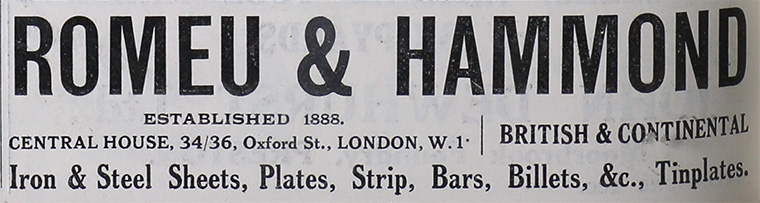 ROMEU & HAMMOND
ESTABLISHED 1888.
CENTRAL HOUSE, 34/36, Oxford St., LONDON, W.1.
BRITISH & CONTINENTAL
Iron & Steel Sheets, Plates, Strip, Bars, Billets, &c., Tinplates.